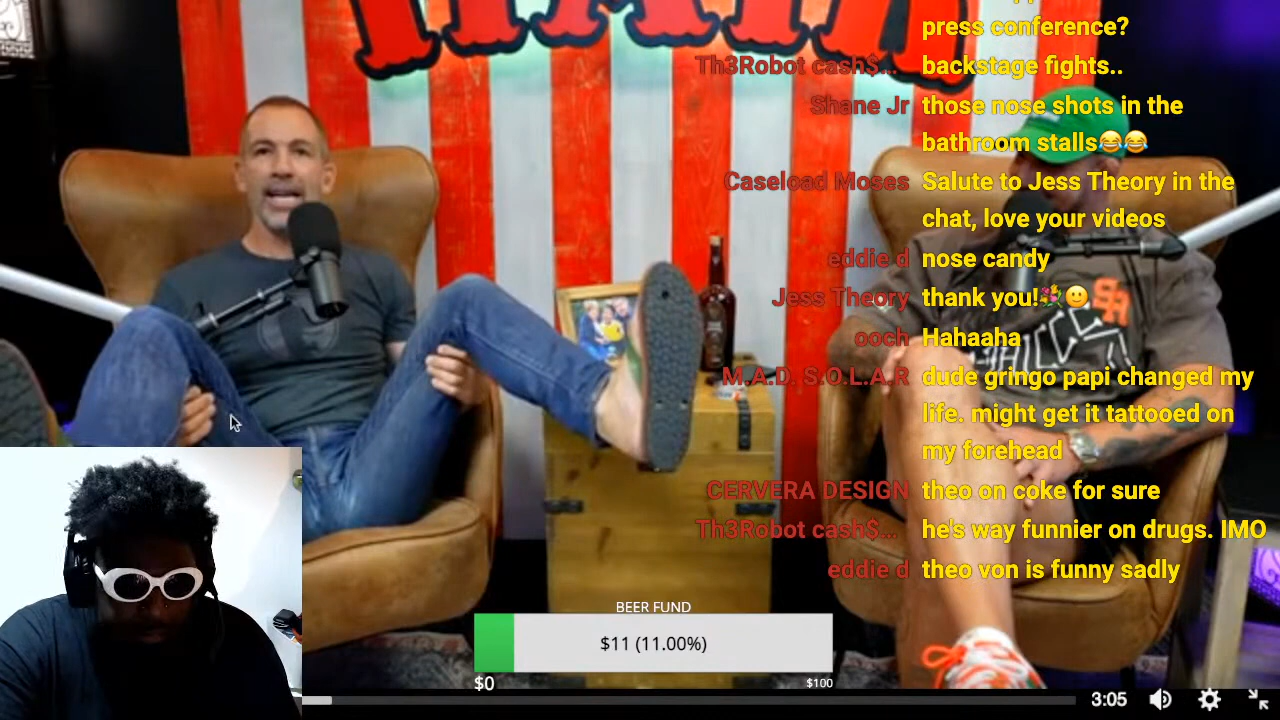 press conference?
Th3Robot cash$... backstage fights..
Shane Jr those nose shots in the
bathroom stalls😂😂
Caseload Moses Salute to Jess Theory in the
chat, love your videos
eddie d nose candy
Jess Theory thank you!💐🙂
ooch Hahaaha
M.A.D. S.O.L.A.R dude gringo papi changed my
life. might get it tattooed on
my forehead
CERVERA DESIGN theo on coke for sure
Th3Robot cash$... he's way funnier on drugs. IMO
eddie d theo von is funny sadly
BEER FUND
$11 (11.00%)
$0 $100
3:05